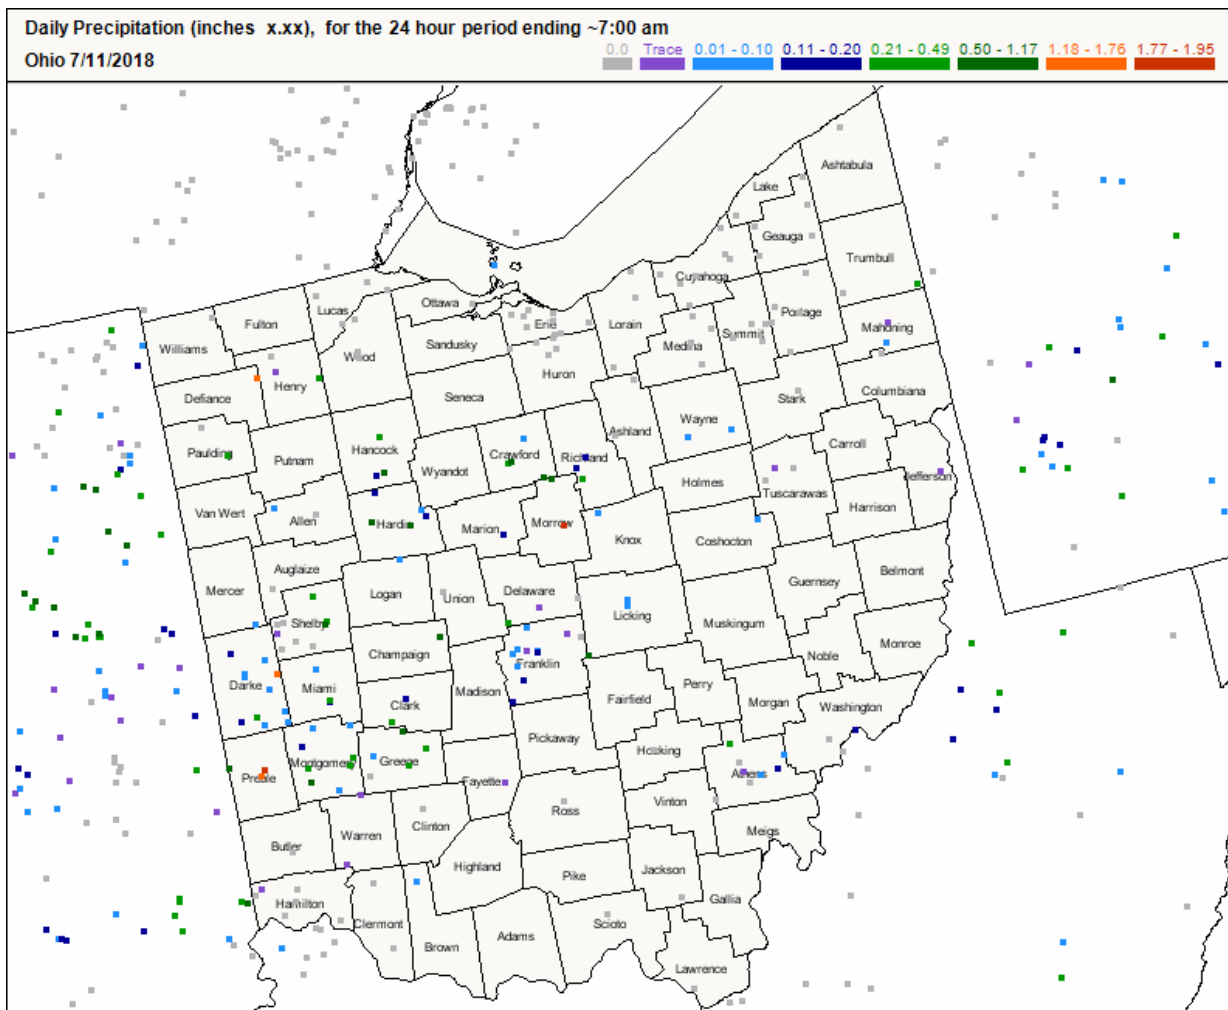 Daily Precipitation (inches x.xx), for the 24 hour period ending ~7:00 am
Ohio 7/11/2018
0.0 Trace 0.01 - 0.10 0.11 - 0.20 0.21 - 0.49 0.50 - 1.17 1.18 - 1.76 1.77 - 1.95
Ashtabula
Lake
Geauga
Trumbull
Cuyahoga
Ottawa
Lucas
Portage
Fulton
Erie
Lorain
Mahoning
Summit
Williams
Sandusky
Medina
Wood
Huron
Henry
Columbiana
Defiance
Seneca
Stark
Wayne
Ashland
Carroll
Hancock
Paulding
Crawford
Richland
Putnam
Wyandot
Jefferson
Holmes
Tuscarawas
Harrison
Van Wert
Allen
Hardin
Morrow
Marion
Knox
Coshocton
Auglaize
Belmont
Guernsey
Mercer
Logan
Delaware
Union
Licking
Shelby
Muskingum
Monroe
Champaign
Noble
Franklin
Darke
Miami
Madison
Perry
Fairfield
Morgan
Clark
Washington
Pickaway
Hocking
Montgomery
Greene
Athens
Preble
Fayette
Vinton
Ross
Clinton
Meigs
Warren
Butler
Highland
Jackson
Pike
Gallia
Hamilton
Clermont
Scioto
Adams
Brown
Lawrence